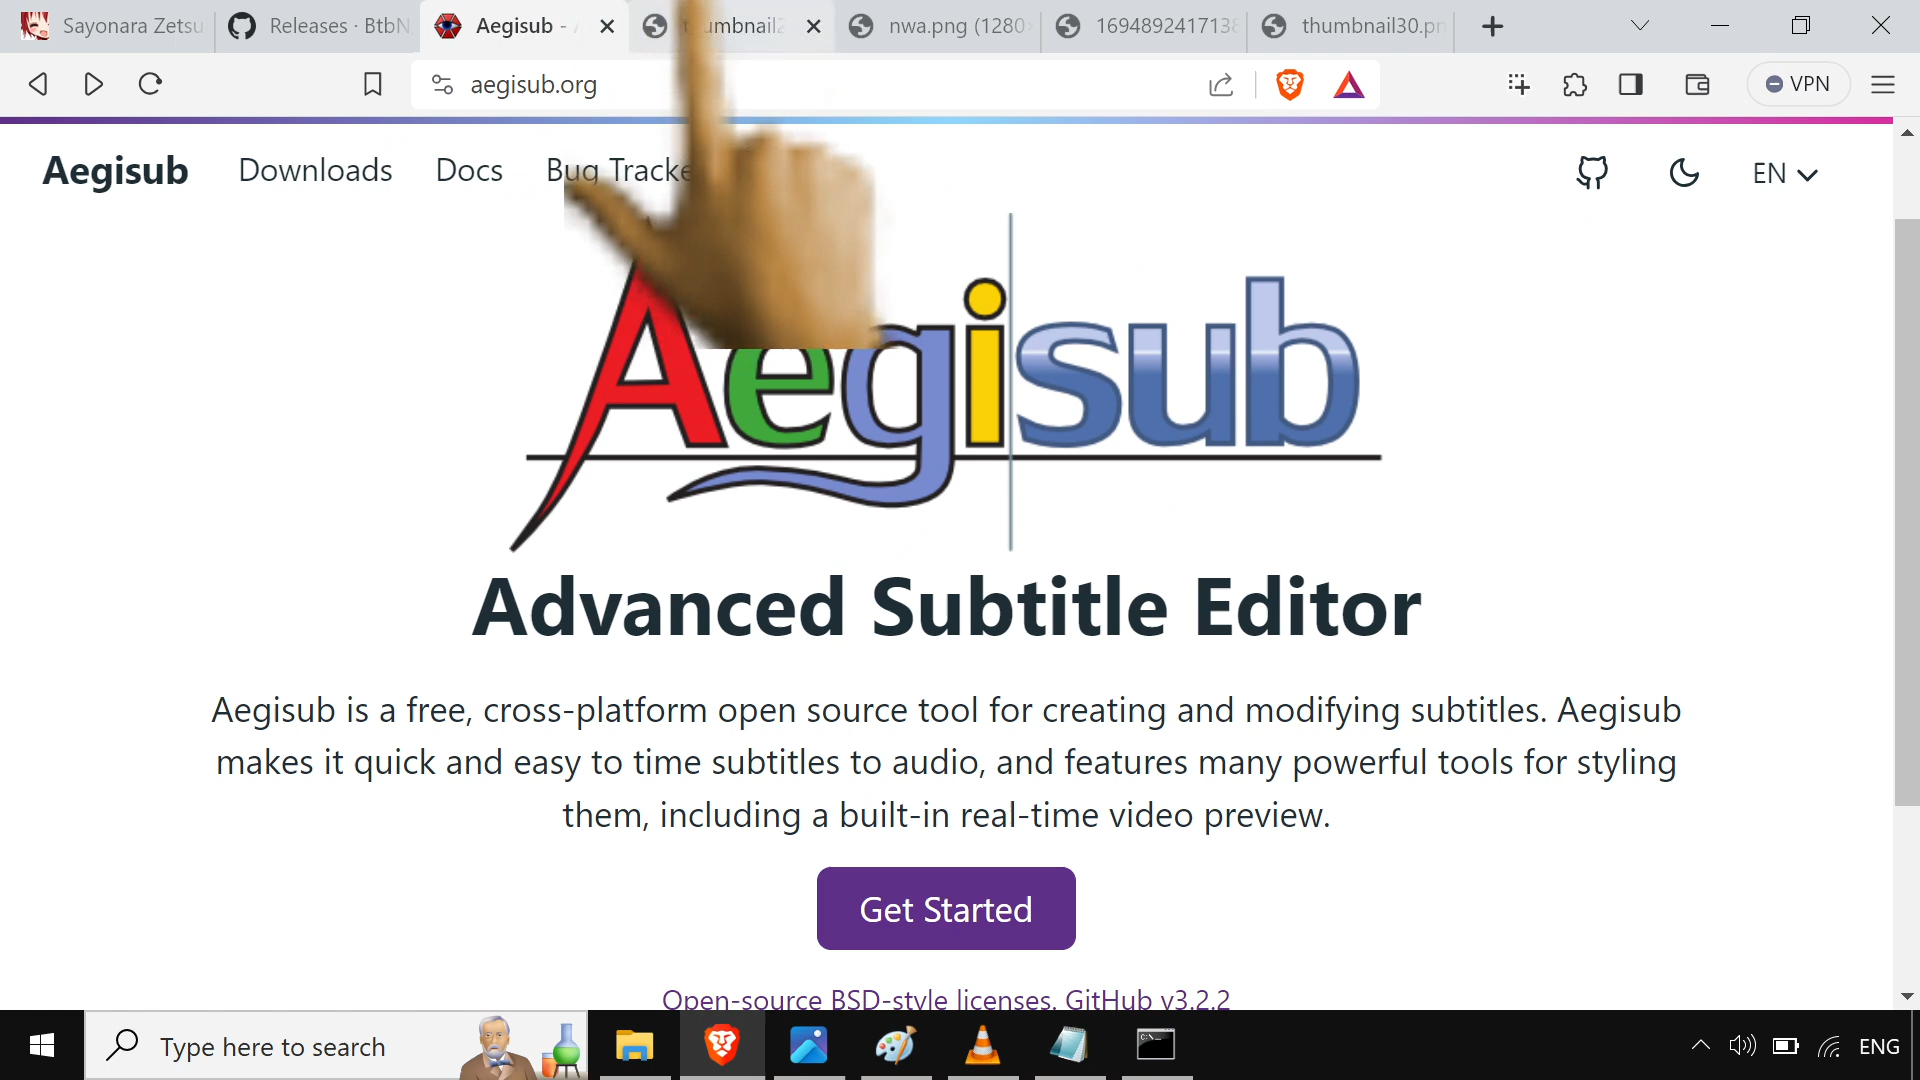 Sayonara Zetsu
Releases · BtbN
Aegisub -
nwa.png (1280
1694892417138
thumbnail30.pn
aegisub.org
VPN
Aegisub
Downloads
Docs
Bug Tracke
EN
Aegisub
Advanced Subtitle Editor
Aegisub is a free, cross-platform open source tool for creating and modifying subtitles. Aegisub
makes it quick and easy to time subtitles to audio, and features many powerful tools for styling
them, including a built-in real-time video preview.
Get Started
Open-source BSD-style licenses. GitHub v3.2.2
Type here to search
ENG